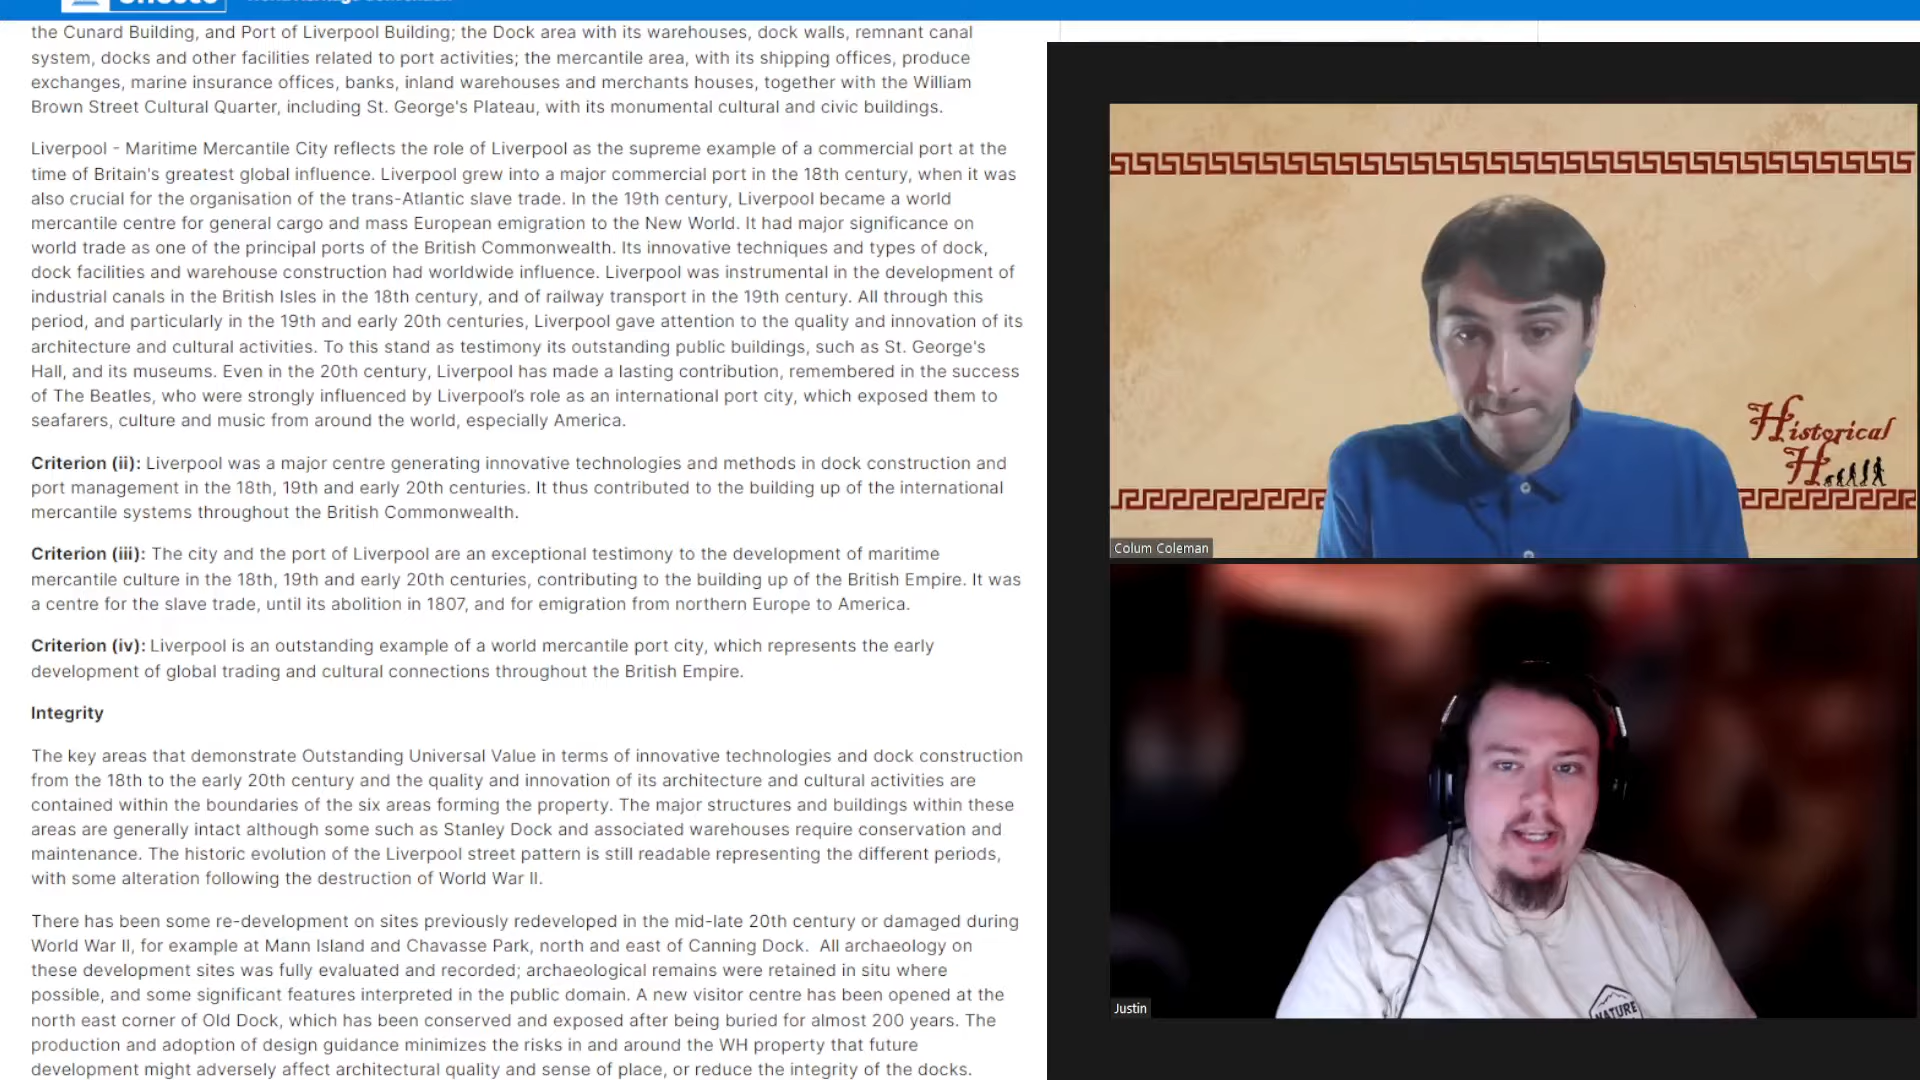 the Cunard Building, and Port of Liverpool Building; the Dock area with its warehouses, dock walls, remnant canal
system, docks and other facilities related to port activities; the mercantile area, with its shipping offices, produce
exchanges, marine insurance offices, banks, inland warehouses and merchants houses, together with the William
Brown Street Cultural Quarter, including St. George's Plateau, with its monumental cultural and civic buildings.
Liverpool - Maritime Mercantile City reflects the role of Liverpool as the supreme example of a commercial port at the
time of Britain's greatest global influence. Liverpool grew into a major commercial port in the 18th century, when it was
also crucial for the organisation of the trans-Atlantic slave trade. In the 19th century, Liverpool became a world
mercantile centre for general cargo and mass European emigration to the New World. It had major significance on
world trade as one of the principal ports of the British Commonwealth. Its innovative techniques and types of dock,
dock facilities and warehouse construction had worldwide influence. Liverpool was instrumental in the development of
industrial canals in the British Isles in the 18th century, and of railway transport in the 19th century. All through this
period, and particularly in the 19th and early 20th centuries, Liverpool gave attention to the quality and innovation of its
architecture and cultural activities. To this stand as testimony its outstanding public buildings, such as St. George's
Hall, and its museums. Even in the 20th century, Liverpool has made a lasting contribution, remembered in the success
of The Beatles, who were strongly influenced by Liverpool's role as an international port city, which exposed them to
seafarers, culture and music from around the world, especially America.
Criterion (ii): Liverpool was a major centre generating innovative technologies and methods in dock construction and
port management in the 18th, 19th and early 20th centuries. It thus contributed to the building up of the international
mercantile systems throughout the British Commonwealth.
Criterion (iii): The city and the port of Liverpool are an exceptional testimony to the development of maritime
mercantile culture in the 18th, 19th and early 20th centuries, contributing to the building up of the British Empire. It was
a centre for the slave trade, until its abolition in 1807, and for emigration from northern Europe to America.
Criterion (iv): Liverpool is an outstanding example of a world mercantile port city, which represents the early
development of global trading and cultural connections throughout the British Empire.
Integrity
The key areas that demonstrate Outstanding Universal Value in terms of innovative technologies and dock construction
from the 18th to the early 20th century and the quality and innovation of its architecture and cultural activities are
contained within the boundaries of the six areas forming the property. The major structures and buildings within these
areas are generally intact although some such as Stanley Dock and associated warehouses require conservation and
maintenance. The historic evolution of the Liverpool street pattern is still readable representing the different periods,
with some alteration following the destruction of World War II.
There has been some re-development on sites previously redeveloped in the mid-late 20th century or damaged during
World War II, for example at Mann Island and Chavasse Park, north and east of Canning Dock. All archaeology on
these development sites was fully evaluated and recorded; archaeological remains were retained in situ where
possible, and some significant features interpreted in the public domain. A new visitor centre has been opened at the
north east corner of Old Dock, which has been conserved and exposed after being buried for almost 200 years. The
production and adoption of design guidance minimizes the risks in and around the WH property that future
development might adversely affect architectural quality and sense of place, or reduce the integrity of the docks.
Historical
H
Colum Coleman
Justin
NATURE